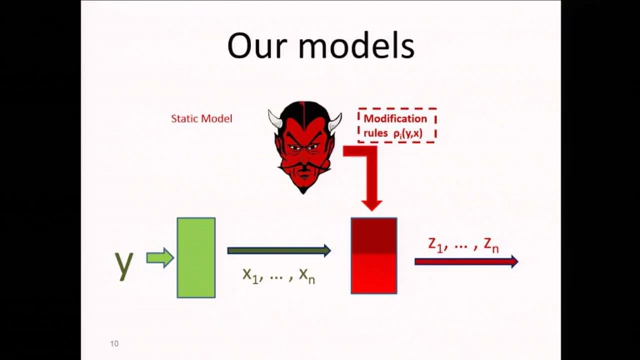 Our models
Static Model
Modification
rules ρi(y,x)
y
x1, ... , xn
z1, ... , zn
10